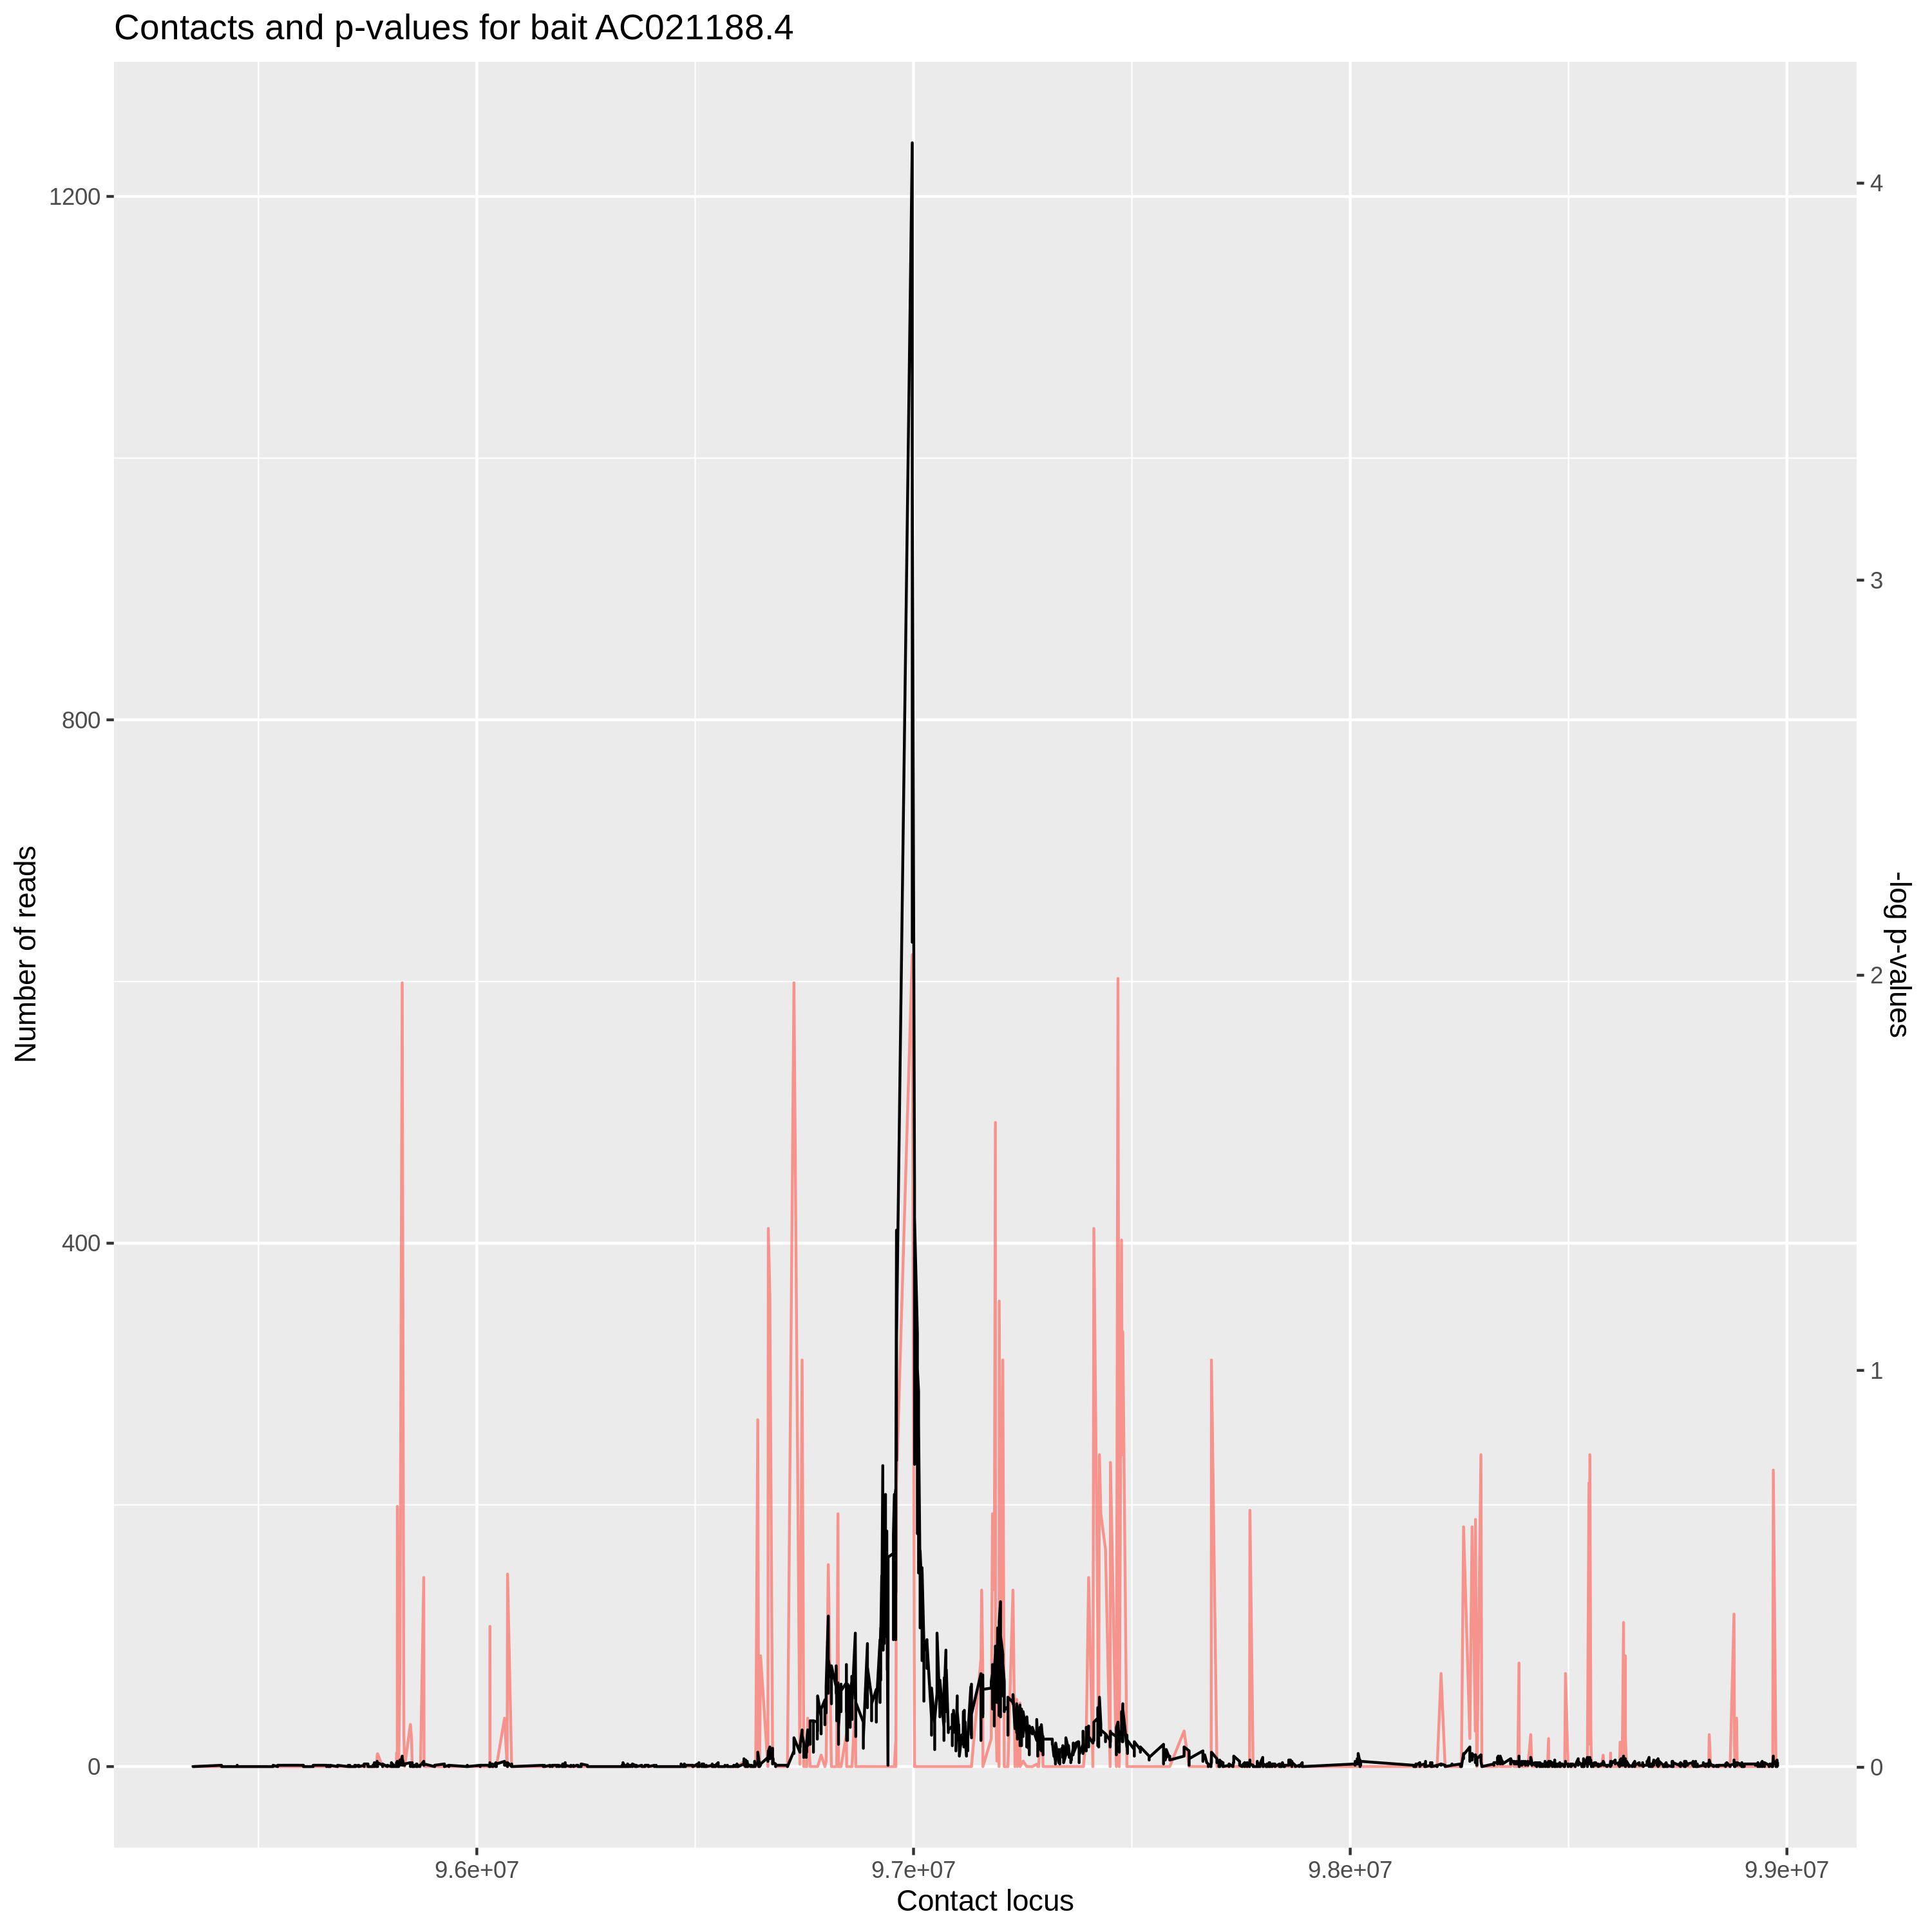 Contacts and p-values for bait AC021188.4
1200
800
400
0
Number of reads
4
3
2
1
0
-log p-values
9.6e+07
9.7e+07
9.8e+07
9.9e+07
Contact locus